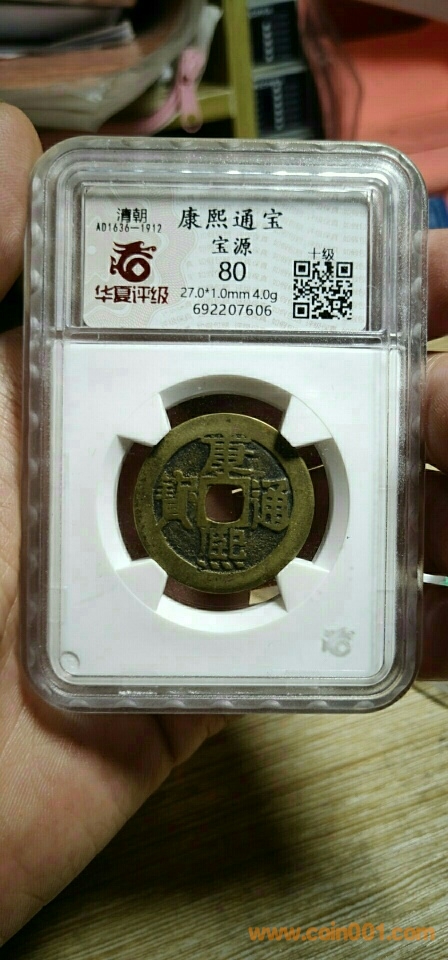 清朝
AD1636—1912
华夏评级
康熙通宝
宝源
80
27.0*1.0mm 4.0g
692207606
十级
康熙通寶
www.coin001.com